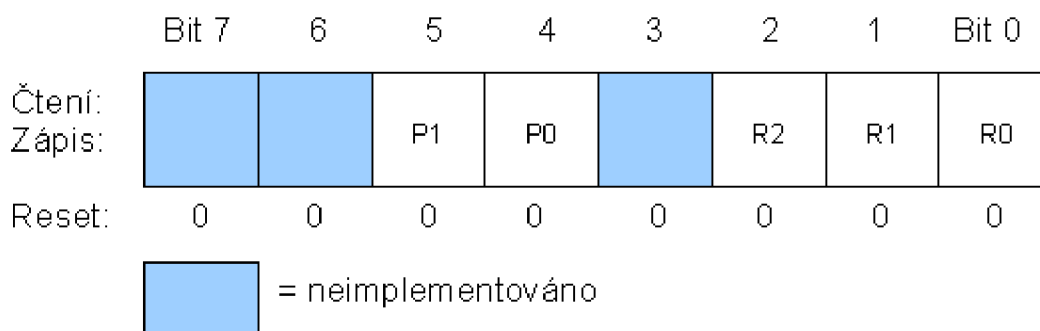 Bit 7 6 5 4 3 2 1 Bit 0
Čtení:
Zápis:
P1 P0 R2 R1 R0
Reset: 0 0 0 0 0 0 0 0
= neimplementováno